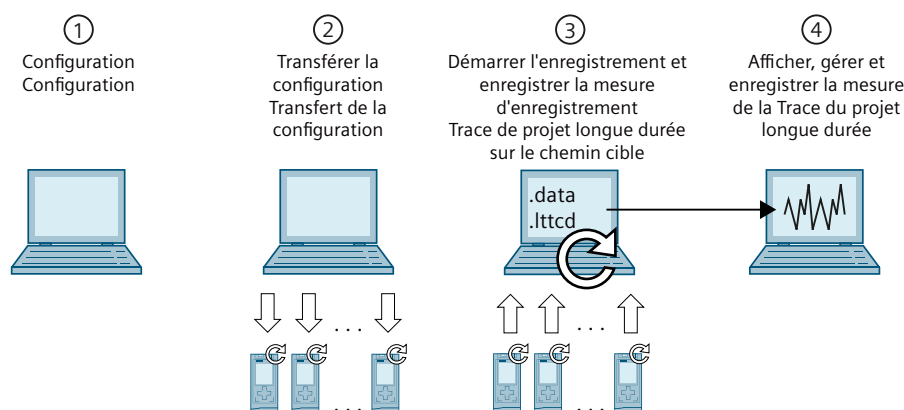 1
Configuration
Configuration
2
Transférer la
configuration
Transfert de la
configuration
3
Démarrer l'enregistrement et
enregistrer la mesure
d'enregistrement
Trace de projet longue durée
sur le chemin cible
4
Afficher, gérer et
enregistrer la mesure
de la Trace du projet
longue durée
.data
.lttcd
. . .
. . .
. . .
. . .